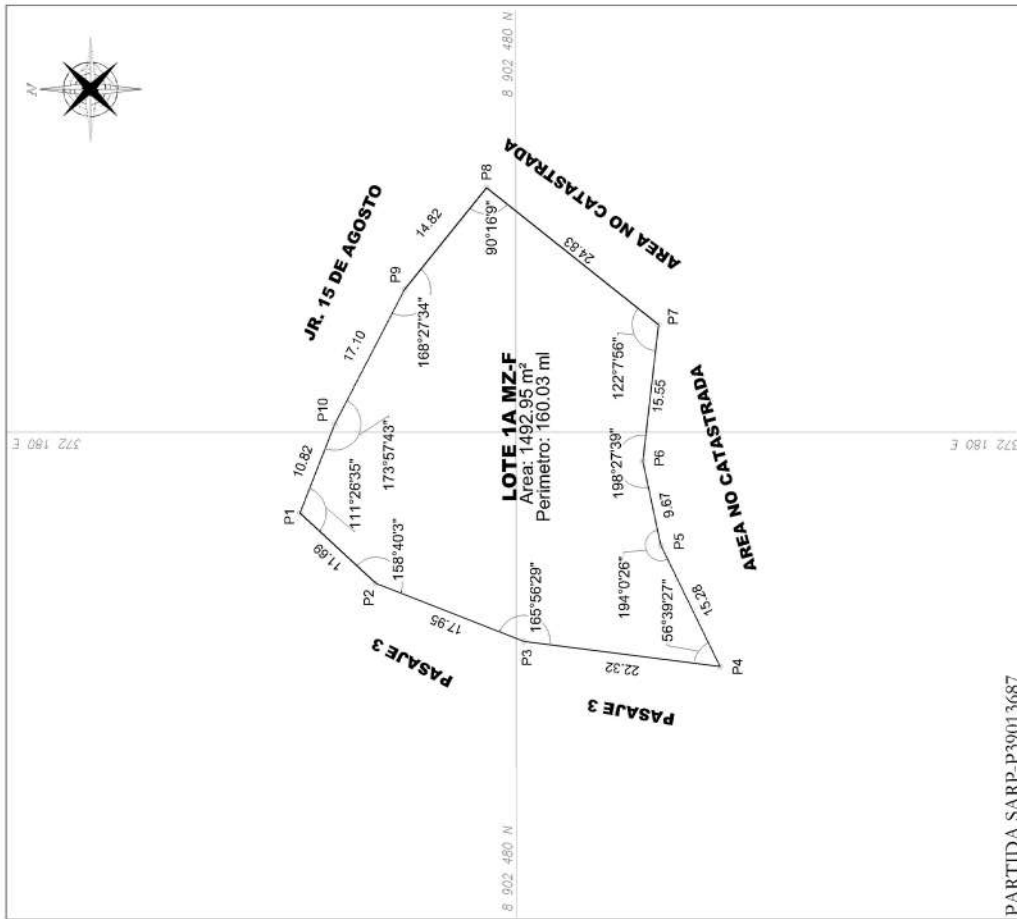 N
8 902 480 N
372 180 E
JR. 15 DE AGOSTO
P8
14.82
90°16'9"
AREA NO CATASTRADA
P9
17.10
168°27'34"
24.83
P10
10.82
173°57'43"
P1
111°26'35"
11.69
P2
158°40'3"
LOTE 1A MZ-F
Area: 1492.95 m²
Perimetro: 160.03 ml
P7
122°7'56"
15.55
372 180 E
17.95
PASAJE 3
165°56'29"
P3
198°27'39"
P6
9.67
AREA NO CATASTRADA
194°0'26"
P5
56°39'27"
15.28
22.32
P4
PASAJE 3
8 902 480 N
PARTIDA SARP-P39013687